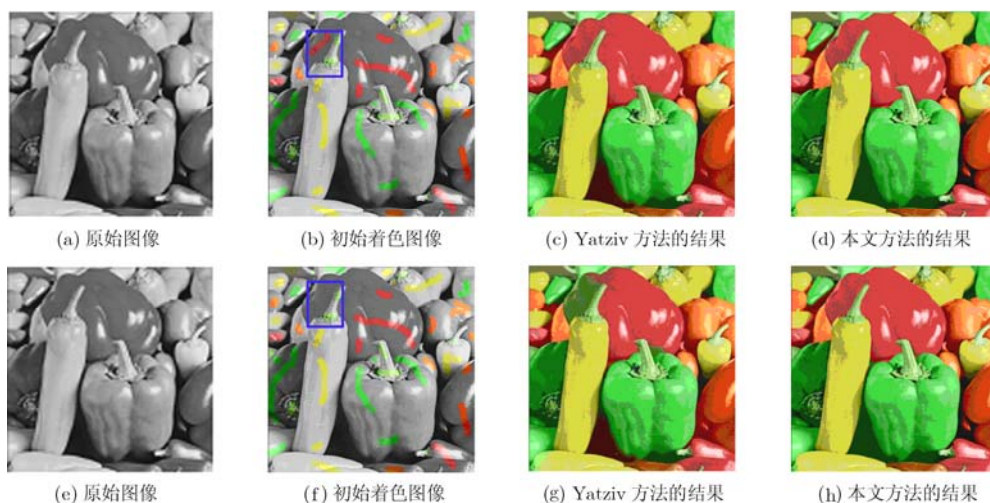 (a) 原始图像
(b) 初始着色图像
(c) Yatziv 方法的结果
(d) 本文方法的结果
(e) 原始图像
(f) 初始着色图像
(g) Yatziv 方法的结果
(h) 本文方法的结果